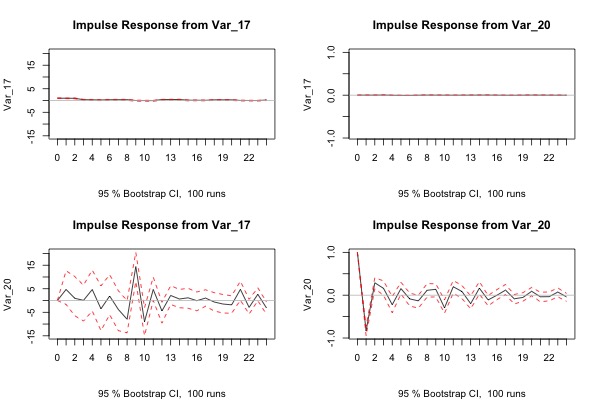 Impulse Response from Var_17
Impulse Response from Var_20
Var_17
-15 -5 5 15
0 2 4 6 8 10 13 16 19 22
95 % Bootstrap CI, 100 runs
Var_17
-1.0 0.0 1.0
0 2 4 6 8 10 13 16 19 22
95 % Bootstrap CI, 100 runs
Impulse Response from Var_17
Impulse Response from Var_20
Var_20
-15 -5 5 15
0 2 4 6 8 10 13 16 19 22
95 % Bootstrap CI, 100 runs
Var_20
-1.0 0.0 1.0
0 2 4 6 8 10 13 16 19 22
95 % Bootstrap CI, 100 runs